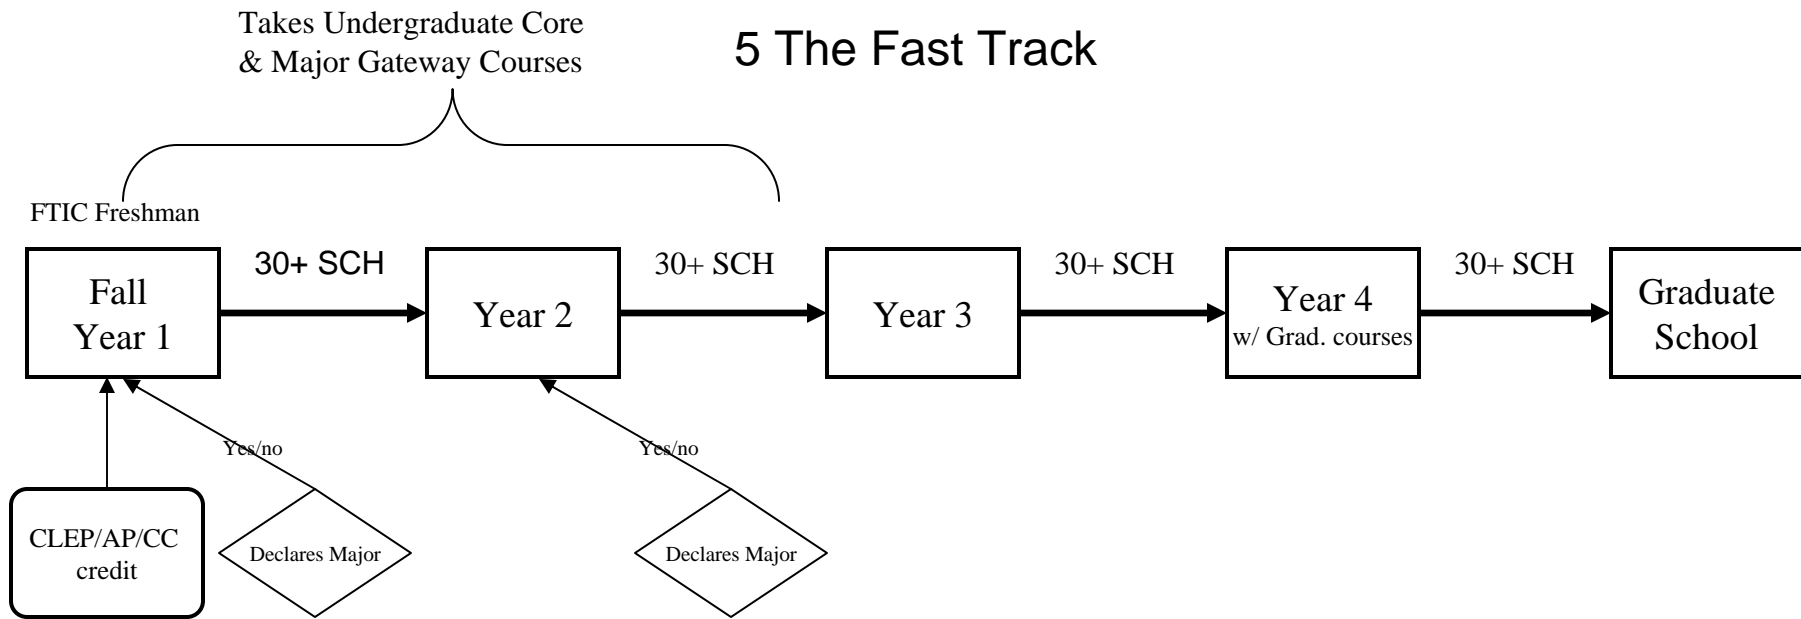 Takes Undergraduate Core
& Major Gateway Courses
5 The Fast Track
FTIC Freshman
Fall
Year 1
30+ SCH
Year 2
30+ SCH
Year 3
30+ SCH
Year 4
w/ Grad. courses
30+ SCH
Graduate
School
Yes/no
Yes/no
CLEP/AP/CC
credit
Declares Major
Declares Major